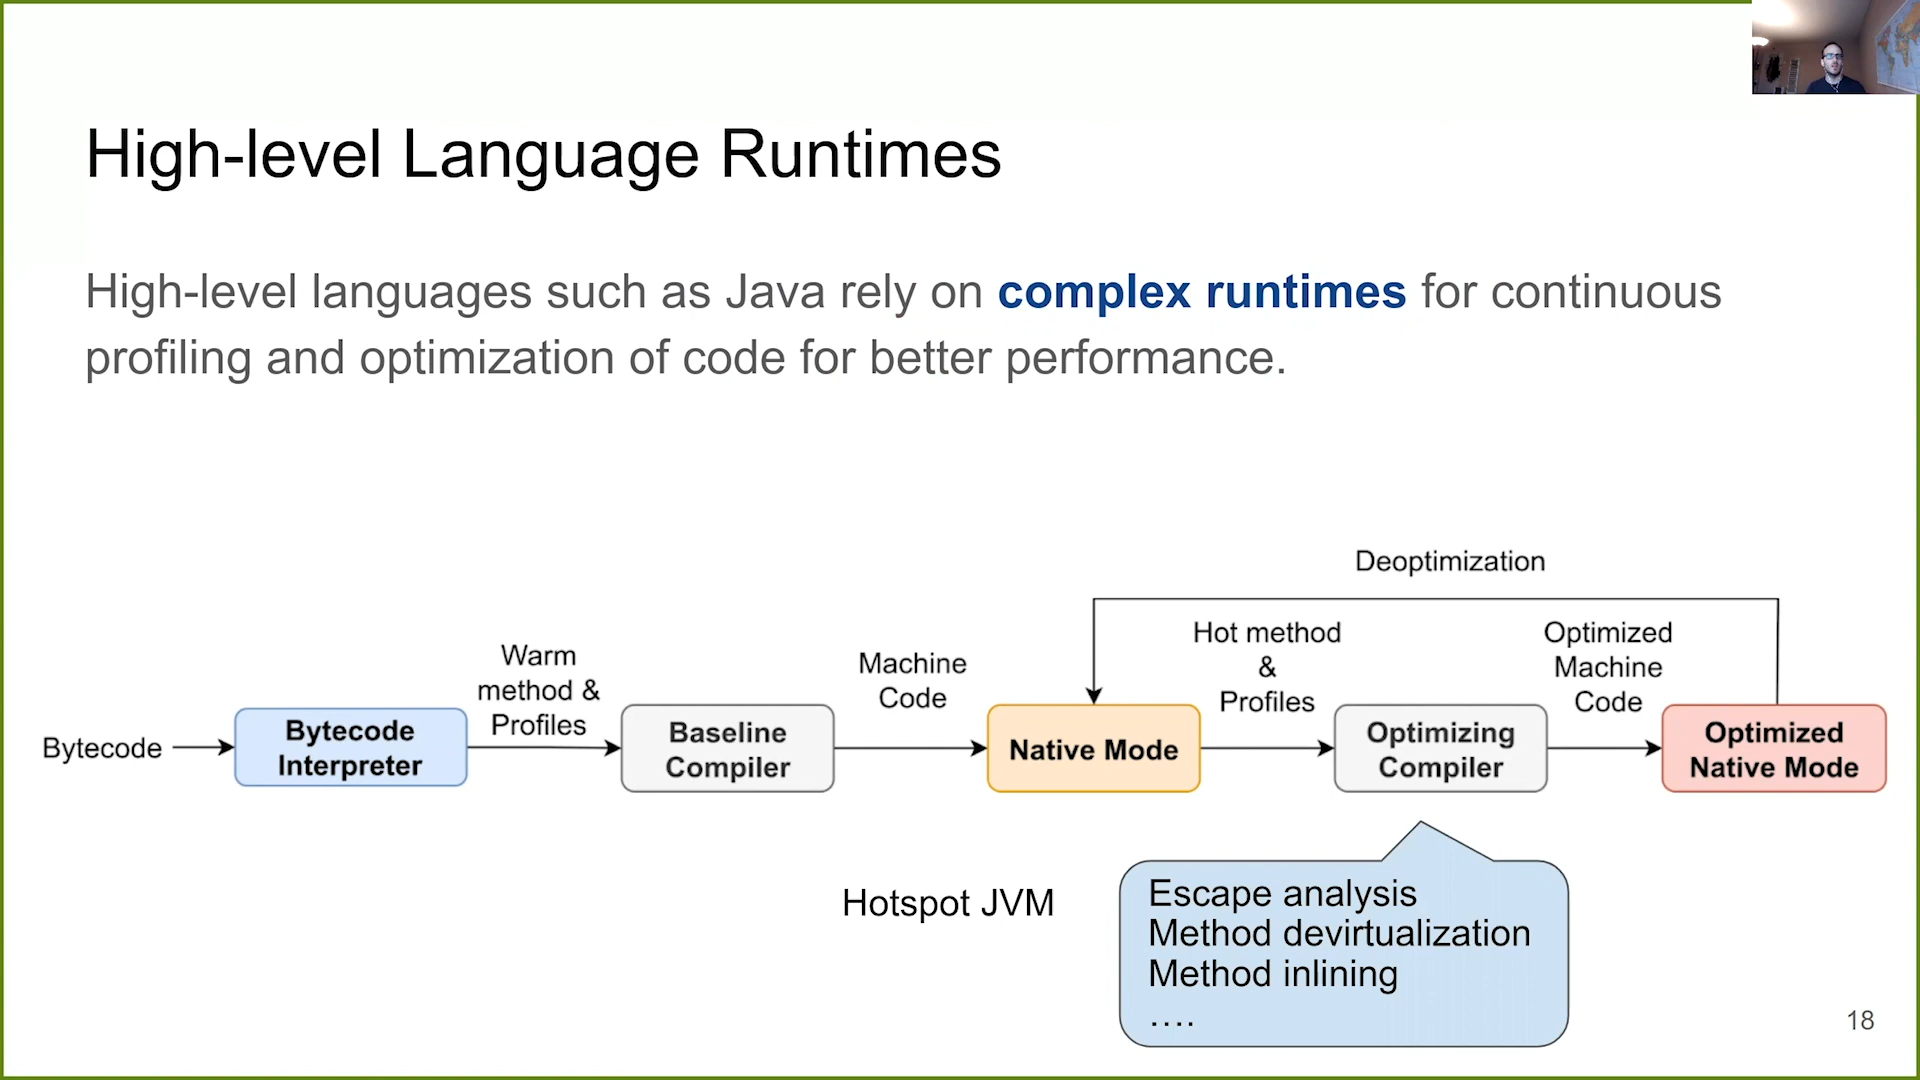 High-level Language Runtimes
High-level languages such as Java rely on complex runtimes for continuous
profiling and optimization of code for better performance.
Deoptimization
Bytecode
Bytecode
Interpreter
Warm
method &
Profiles
Baseline
Compiler
Machine
Code
Native Mode
Hot method
&
Profiles
Optimizing
Compiler
Optimized
Machine
Code
Optimized
Native Mode
Hotspot JVM
Escape analysis
Method devirtualization
Method inlining
....
18